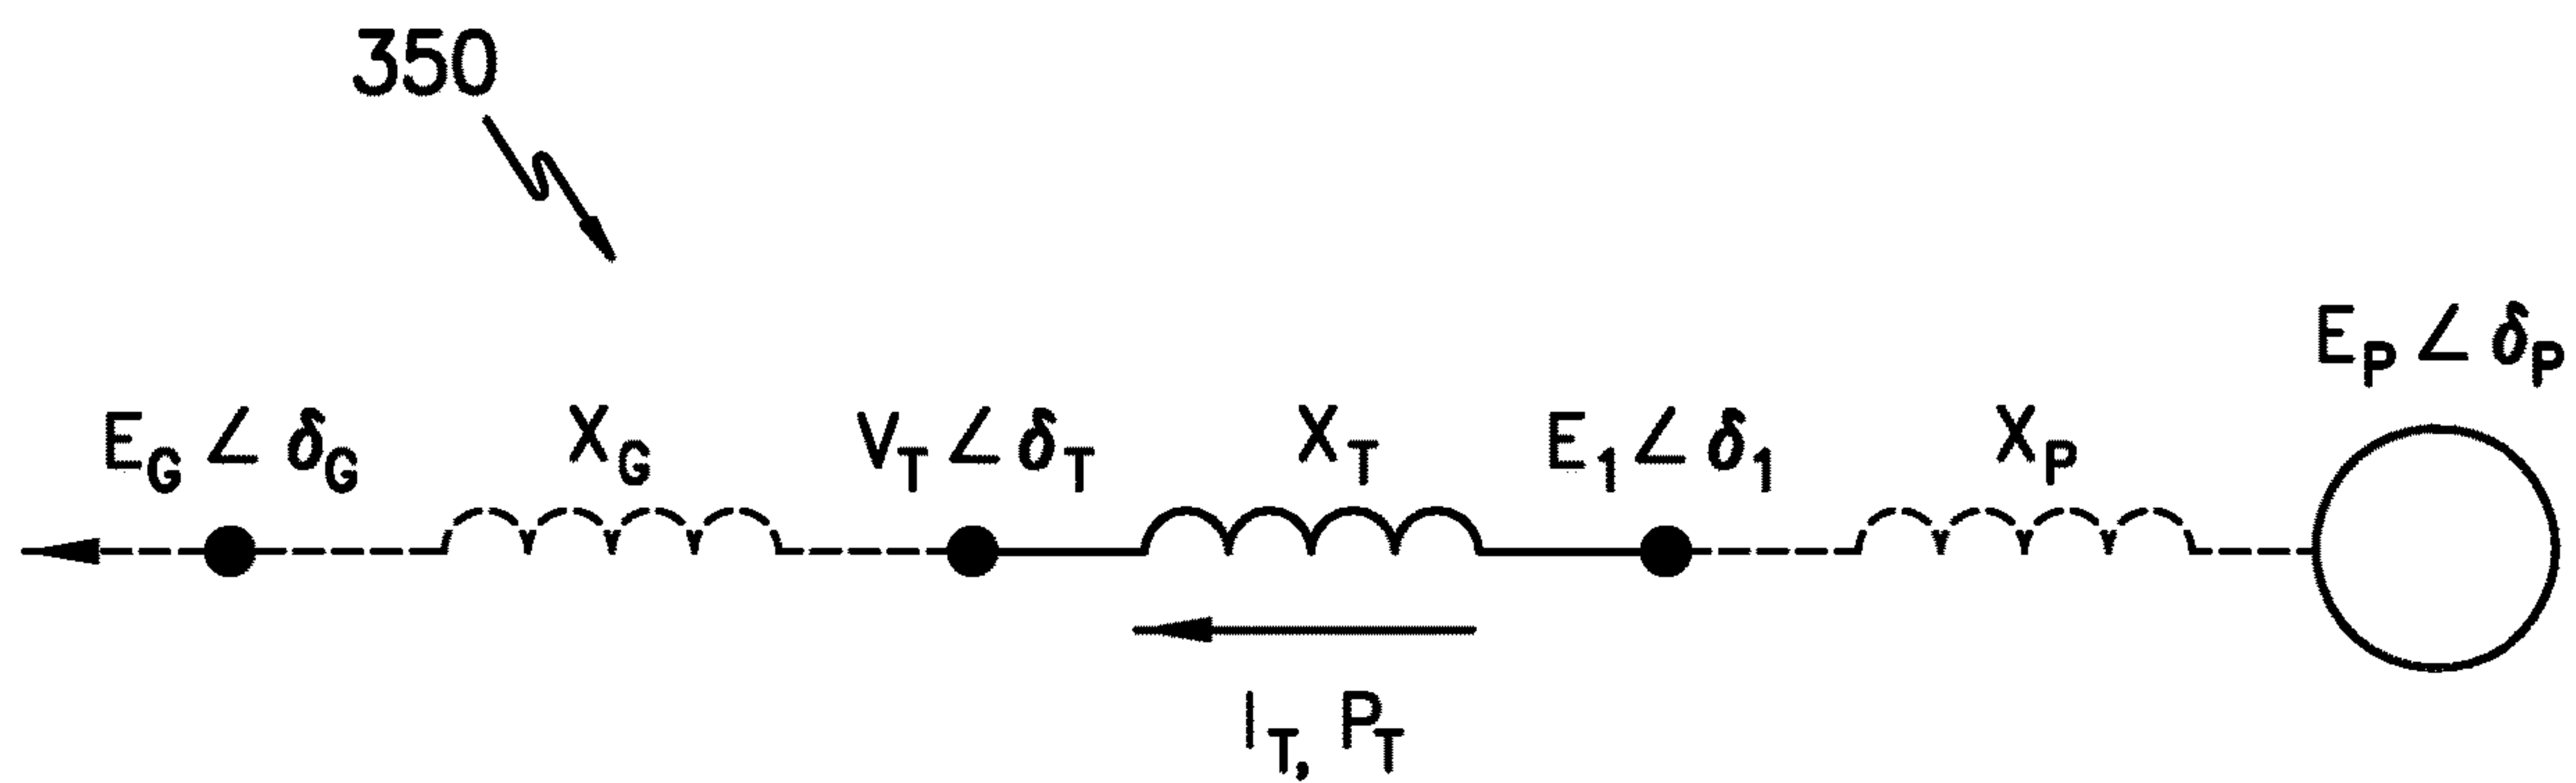 350
E_P ∠ δ_P
E_G ∠ δ_G X_G V_T ∠ δ_T X_T E_1 ∠ δ_1 X_P
I_T, P_T